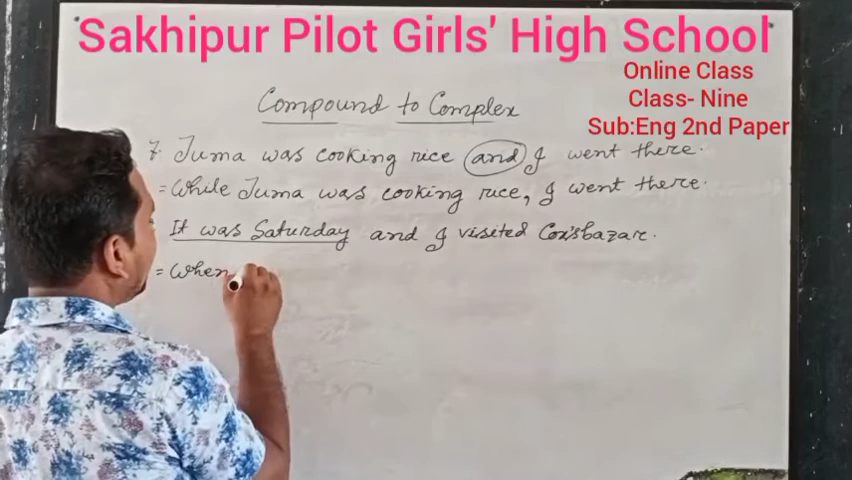 Sakhipur Pilot Girls' High School
Online Class
Class- Nine
Sub:Eng 2nd Paper
Compound to Complex
7. Juma was cooking rice and I went there.
= While Juma was cooking rice, I went there.
It was Saturday and I visited Cox'sbazar.
= When